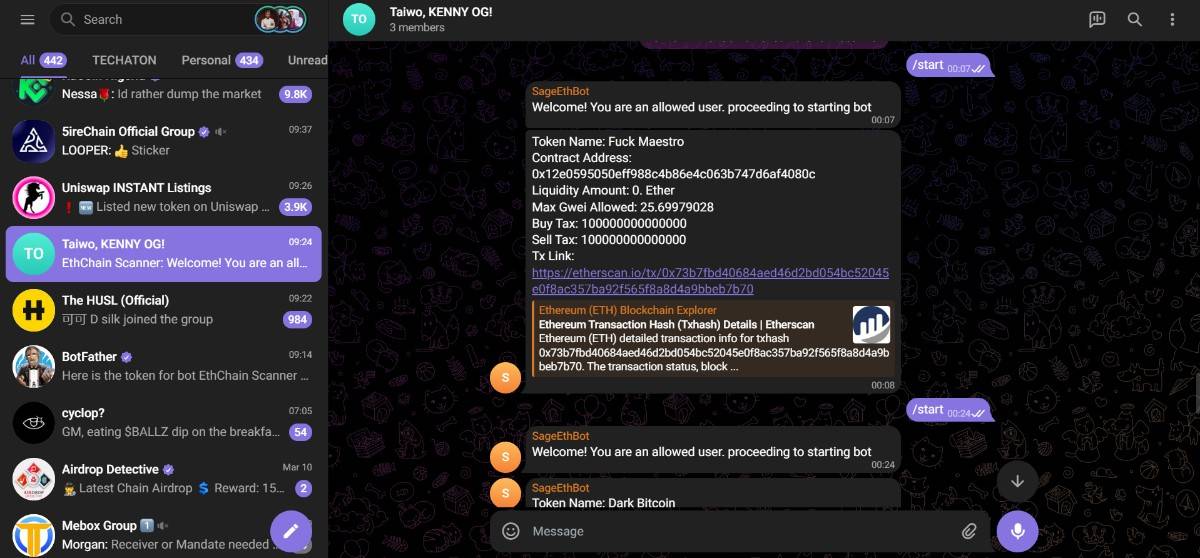 Search
All 442
TECHATON
Personal 434
Unread
Nessa🌹: Id rather dump the market
9.8K
5ireChain Official Group
09:37
LOOPER: 👍 Sticker
Uniswap INSTANT Listings
09:26
❗ 🆕 Listed new token on Uniswap ...
3.9K
TO
Taiwo, KENNY OG!
09:24
EthChain Scanner: Welcome! You are an all...
The HUSL (Official)
09:22
可可 D silk joined the group
984
BotFather
09:14
Here is the token for bot EthChain Scanner ...
cyclop?
07:05
GM, eating $BALLZ dip on the breakfa...
54
Airdrop Detective
Mar 10
Latest Chain Airdrop 💲 Reward: 15...
2
Mebox Group 1️⃣
Morgan: Receiver or Mandate needed ...
TO
Taiwo, KENNY OG!
3 members
/start 00:07
SageEthBot
Welcome! You are an allowed user. proceeding to starting bot
00:07
Token Name: Fuck Maestro
Contract Address:
0x12e0595050eff988c4b86e4c063b747d6af4080c
Liquidity Amount: 0. Ether
Max Gwei Allowed: 25.69979028
Buy Tax: 100000000000000
Sell Tax: 100000000000000
Tx Link:
https://etherscan.io/tx/0x73b7fbd40684aed46d2bd054bc52045
e0f8ac357ba92f565f8a8d4a9bbeb7b70
Ethereum (ETH) Blockchain Explorer
Ethereum Transaction Hash (Txhash) Details | Etherscan
Ethereum (ETH) detailed transaction info for txhash
0x73b7fbd40684aed46d2bd054bc52045e0f8ac357ba92f565f8a8d4a9b
beb7b70. The transaction status, block ...
S
00:08
/start 00:24
SageEthBot
Welcome! You are an allowed user. proceeding to starting bot
S
00:24
SageEthBot
S
Token Name: Dark Bitcoin
Message